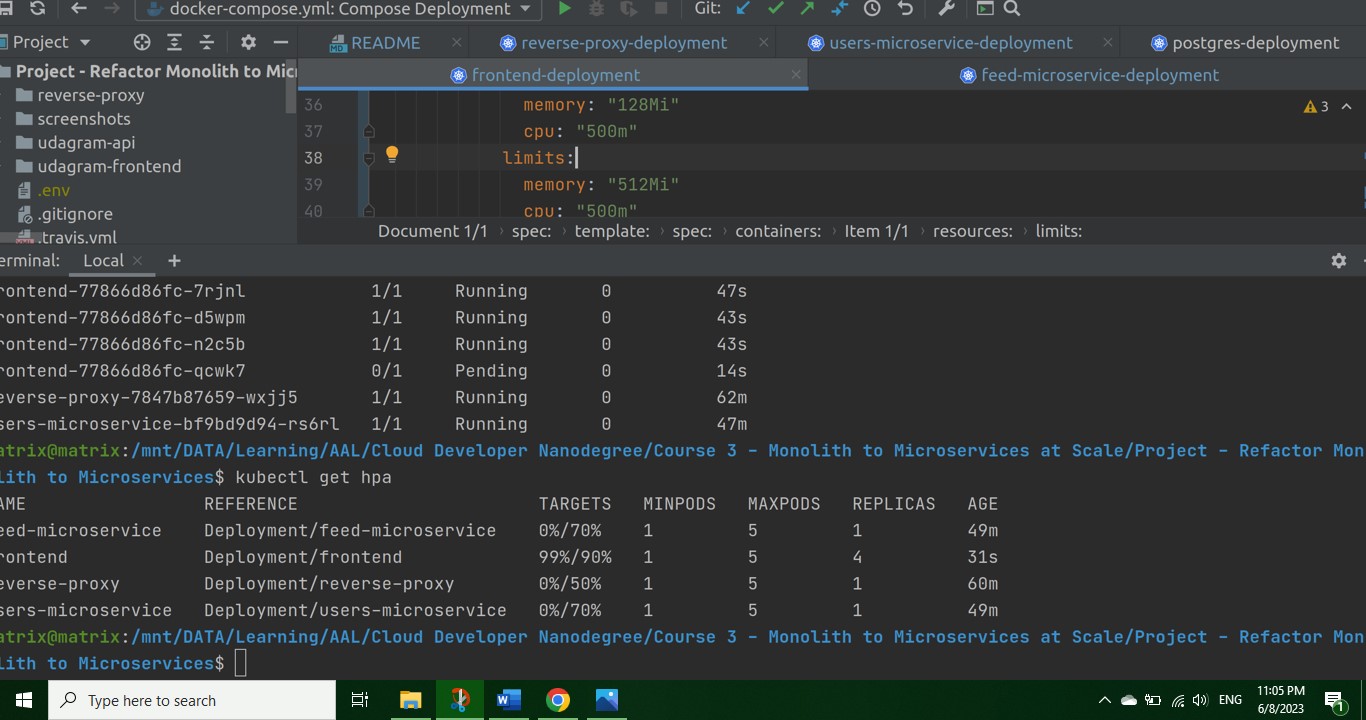 docker-compose.yml: Compose Deployment
Git:
Project
README
reverse-proxy-deployment
users-microservice-deployment
postgres-deployment
Project - Refactor Monolith to Mic
frontend-deployment
feed-microservice-deployment
reverse-proxy
screenshots
udagram-api
udagram-frontend
.env
.gitignore
.travis.yml
36 memory: "128Mi"
37 cpu: "500m"
38 limits:
39 memory: "512Mi"
40 cpu: "500m"
3
Document 1/1 › spec: › template: › spec: › containers: › Item 1/1 › resources: › limits:
erminal: Local
rontend-77866d86fc-7rjnl 1/1 Running 0 47s
rontend-77866d86fc-d5wpm 1/1 Running 0 43s
rontend-77866d86fc-n2c5b 1/1 Running 0 43s
rontend-77866d86fc-qcwk7 0/1 Pending 0 14s
everse-proxy-7847b87659-wxjj5 1/1 Running 0 62m
sers-microservice-bf9bd9d94-rs6rl 1/1 Running 0 47m
atrix@matrix:/mnt/DATA/Learning/AAL/Cloud Developer Nanodegree/Course 3 - Monolith to Microservices at Scale/Project - Refactor Mon
lith to Microservices$ kubectl get hpa
AME REFERENCE TARGETS MINPODS MAXPODS REPLICAS AGE
eed-microservice Deployment/feed-microservice 0%/70% 1 5 1 49m
rontend Deployment/frontend 99%/90% 1 5 4 31s
everse-proxy Deployment/reverse-proxy 0%/50% 1 5 1 60m
sers-microservice Deployment/users-microservice 0%/70% 1 5 1 49m
atrix@matrix:/mnt/DATA/Learning/AAL/Cloud Developer Nanodegree/Course 3 - Monolith to Microservices at Scale/Project - Refactor Mon
lith to Microservices$
Type here to search
ENG
11:05 PM
6/8/2023
1